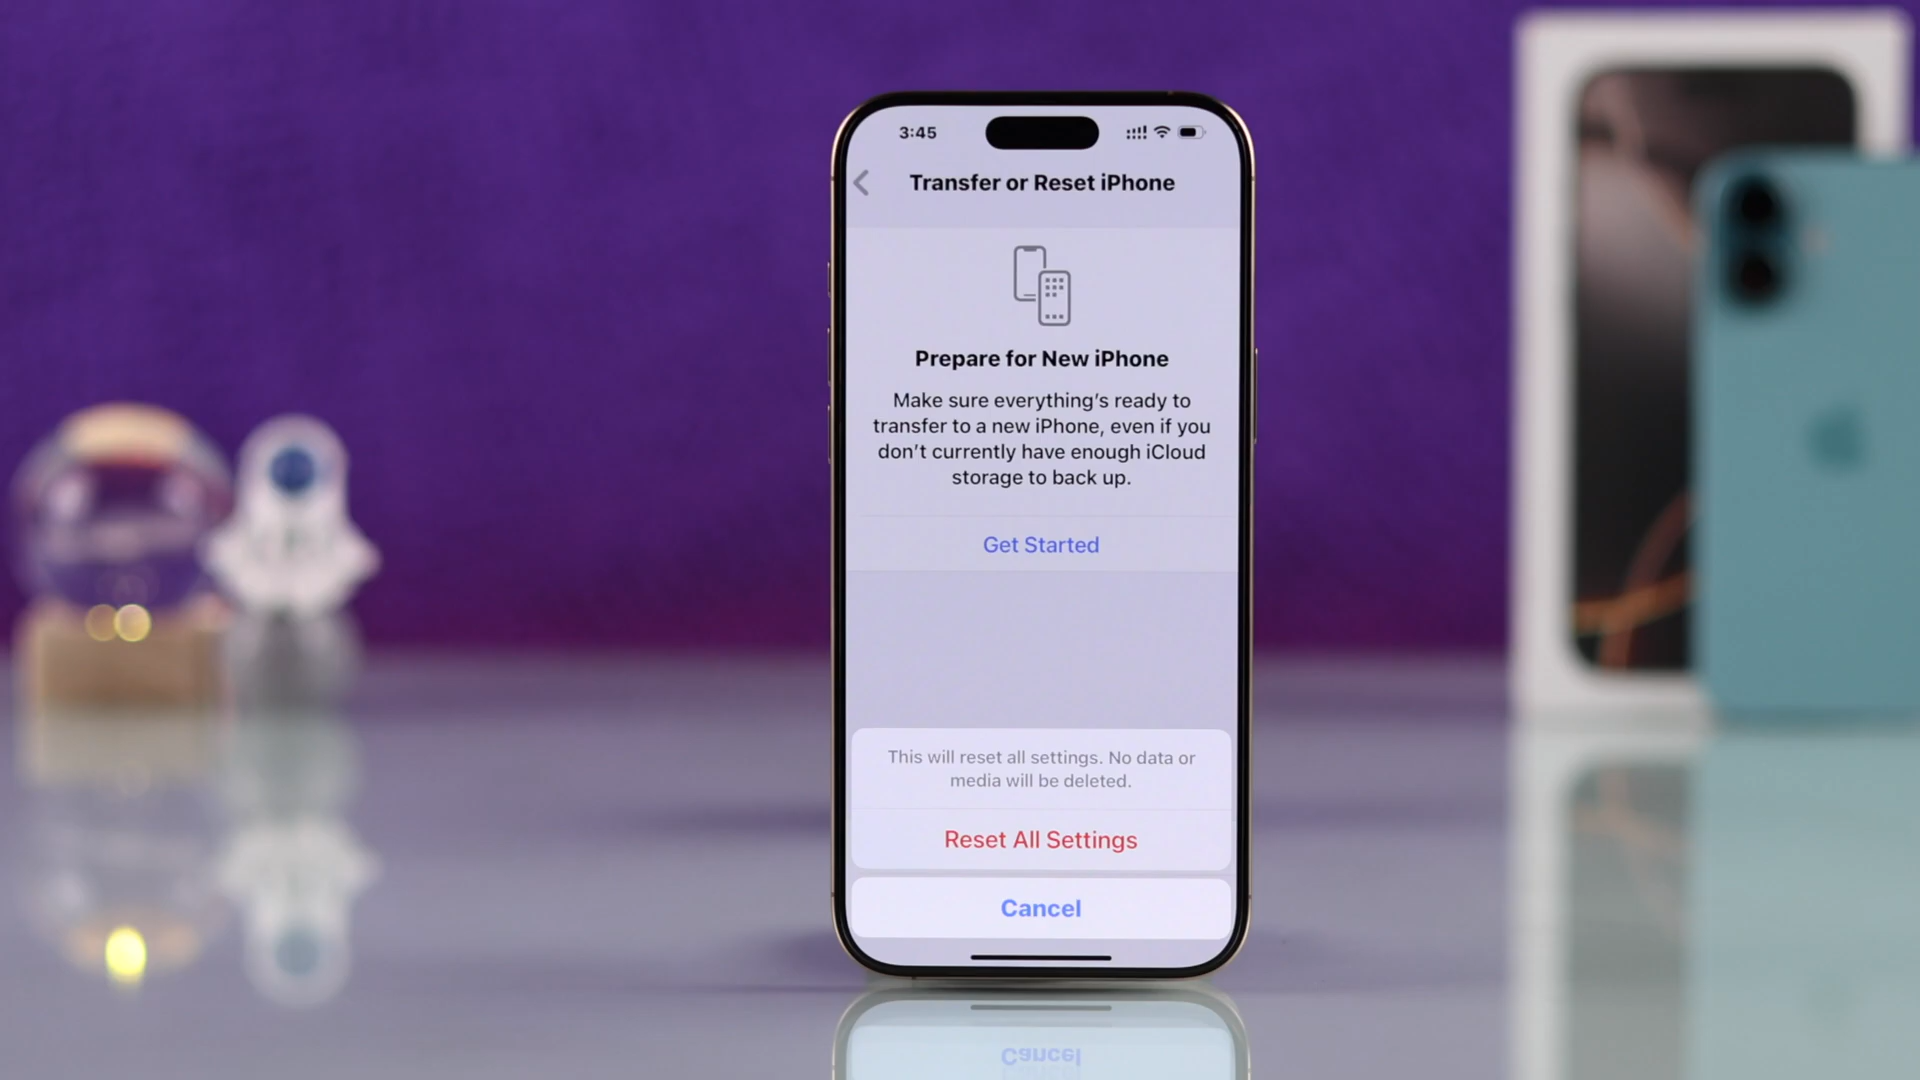 3:45
Transfer or Reset iPhone
Prepare for New iPhone
Make sure everything’s ready to
transfer to a new iPhone, even if you
don’t currently have enough iCloud
storage to back up.
Get Started
This will reset all settings. No data or
media will be deleted.
Reset All Settings
Cancel
Cancel